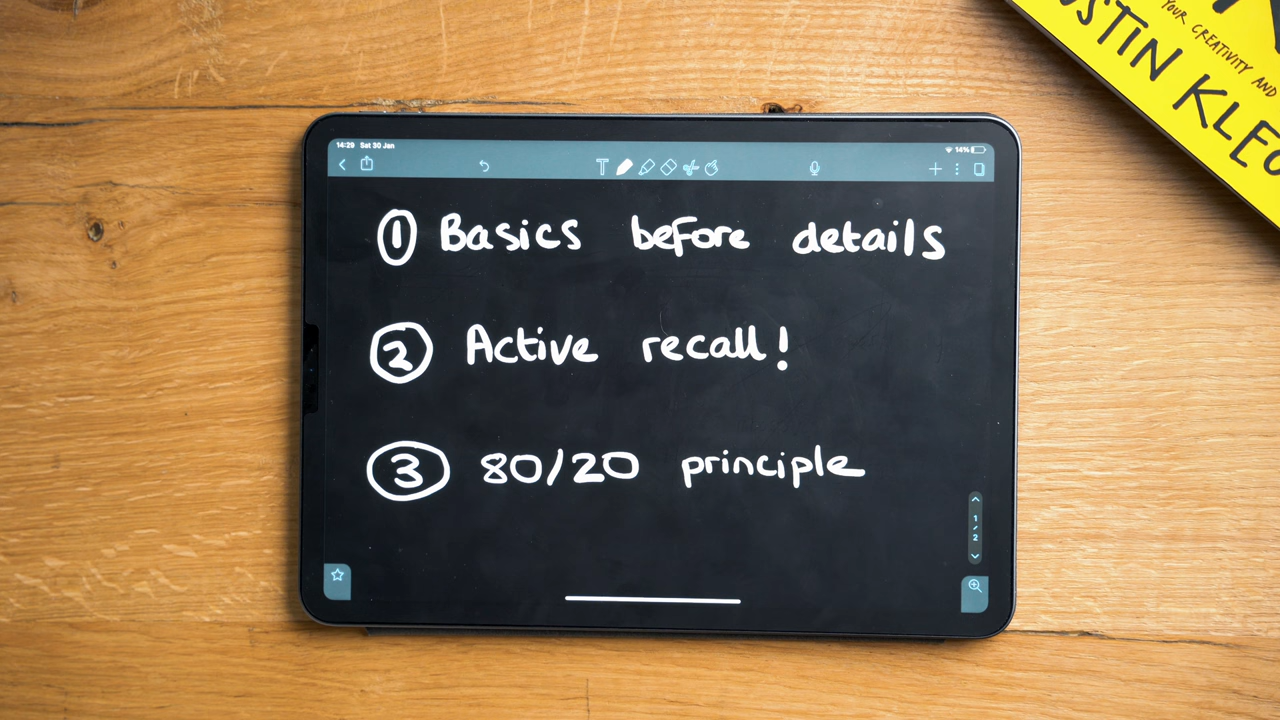 14:29 Sat 30 Jan
14%
① Basics before details
② Active recall!
③ 80/20 principle
1/2
YOUR CREATIVITY AND
STIN KLEO